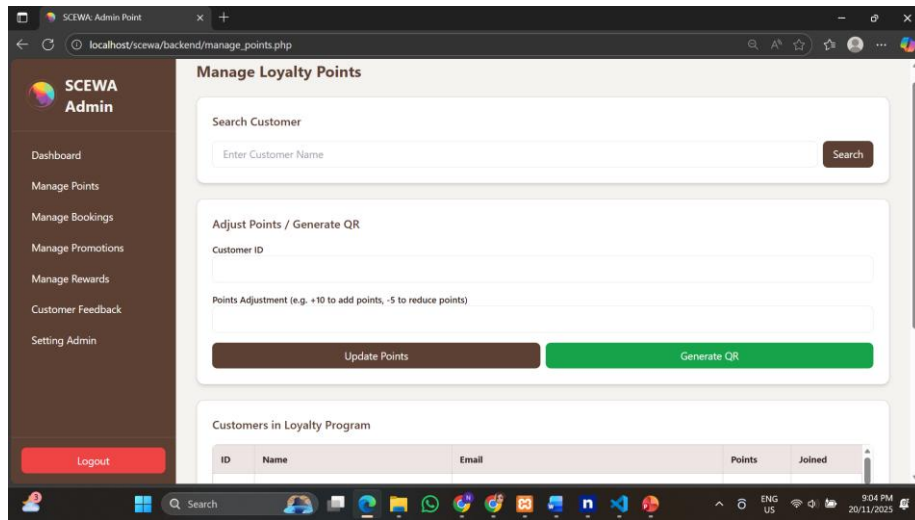 SCEWA: Admin Point
localhost/scewa/backend/manage_points.php
SCEWA
Admin
Dashboard
Manage Points
Manage Bookings
Manage Promotions
Manage Rewards
Customer Feedback
Setting Admin
Logout
Manage Loyalty Points
Search Customer
Enter Customer Name
Search
Adjust Points / Generate QR
Customer ID
Points Adjustment (e.g. +10 to add points, -5 to reduce points)
Update Points
Generate QR
Customers in Loyalty Program
ID Name Email Points Joined
3
Search
ENG
US
9:04 PM
20/11/2025